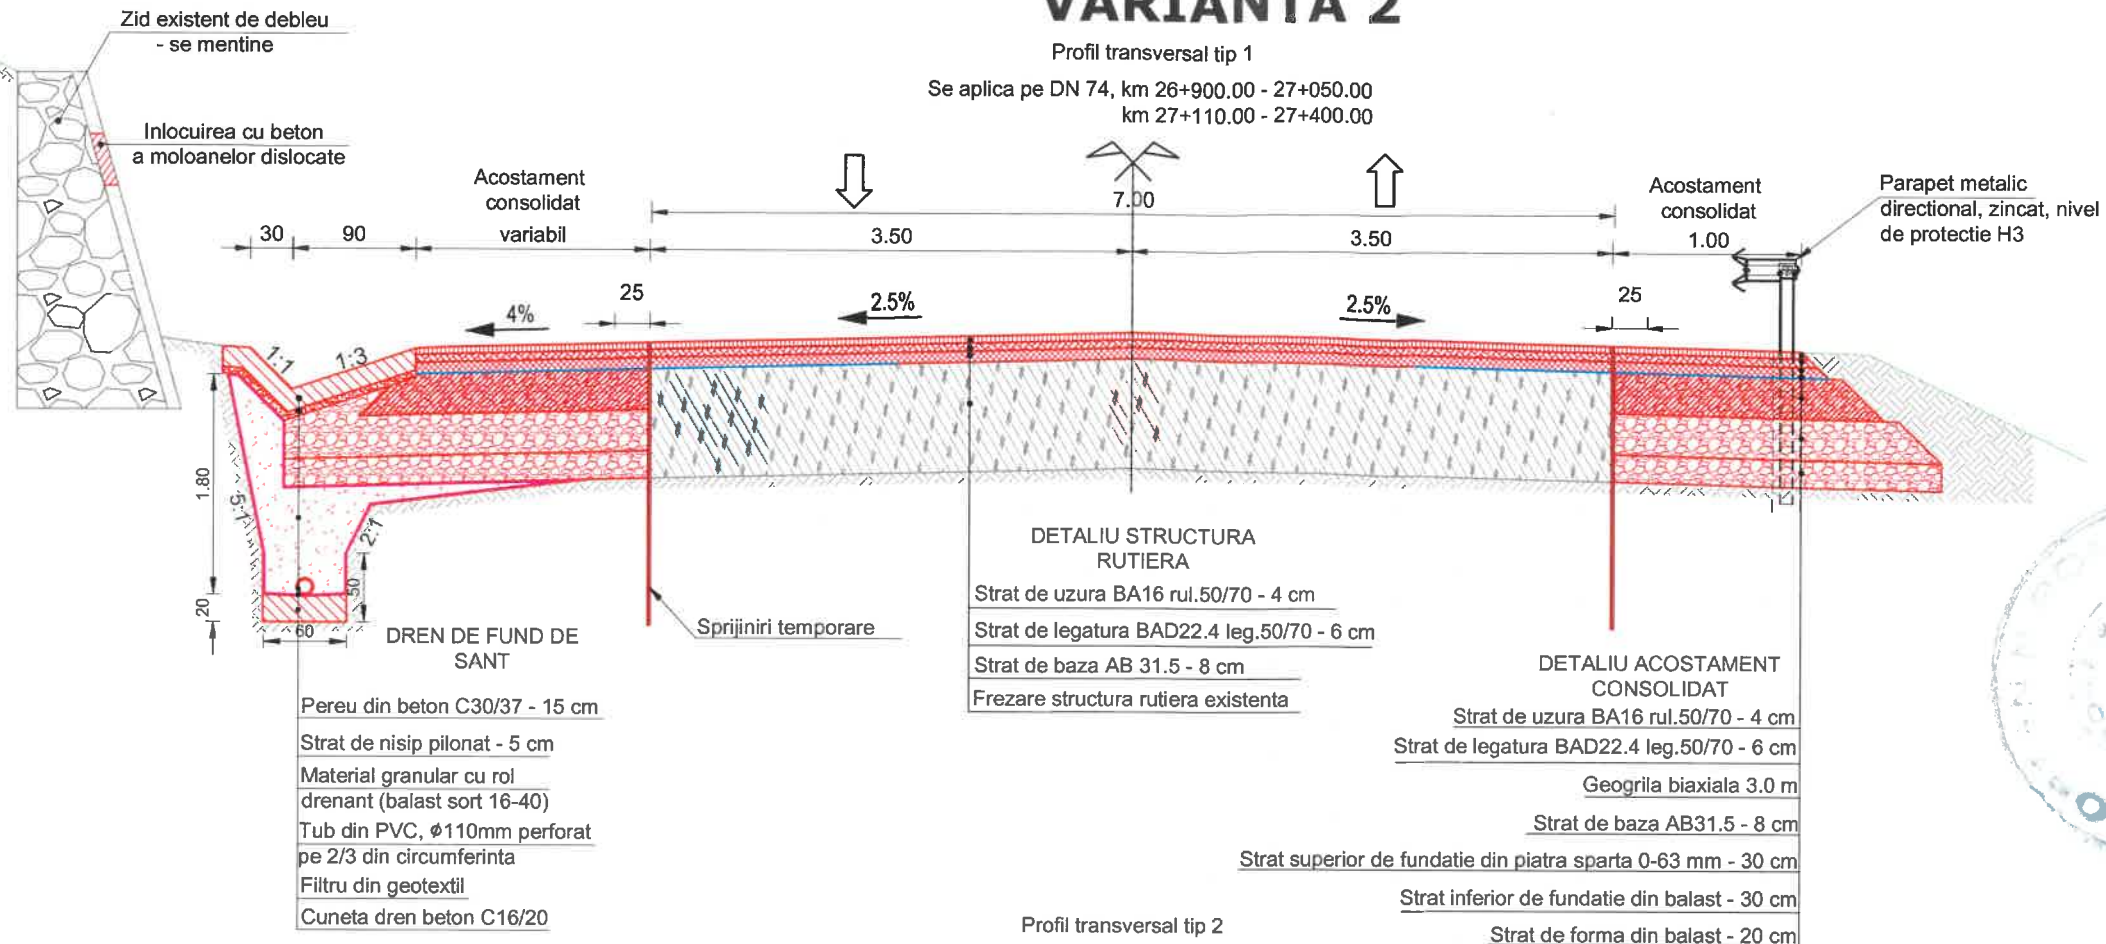 VARIANTA 2
Profil transversal tip 1
Se aplica pe DN 74, km 26+900.00 - 27+050.00
km 27+110.00 - 27+400.00
Zid existent de debleu
- se mentine
Inlocuirea cu beton
a moloanelor dislocate
Acostament
consolidat
variabil
30
90
7.00
3.50
3.50
Acostament
consolidat
1.00
Parapet metalic
directional, zincat, nivel
de protectie H3
25
25
4%
2.5%
2.5%
1:1
1:3
1.80
5:1
2:1
50
20
60
Sprijiniri temporare
DREN DE FUND DE
SANT
Pereu din beton C30/37 - 15 cm
Strat de nisip pilonat - 5 cm
Material granular cu rol
drenant (balast sort 16-40)
Tub din PVC, ϕ110mm perforat
pe 2/3 din circumferinta
Filtru din geotextil
Cuneta dren beton C16/20
DETALIU STRUCTURA
RUTIERA
Strat de uzura BA16 rul.50/70 - 4 cm
Strat de legatura BAD22.4 leg.50/70 - 6 cm
Strat de baza AB 31.5 - 8 cm
Frezare structura rutiera existenta
DETALIU ACOSTAMENT
CONSOLIDAT
Strat de uzura BA16 rul.50/70 - 4 cm
Strat de legatura BAD22.4 leg.50/70 - 6 cm
Geogrila biaxiala 3.0 m
Strat de baza AB31.5 - 8 cm
Strat superior de fundatie din piatra sparta 0-63 mm - 30 cm
Strat inferior de fundatie din balast - 30 cm
Strat de forma din balast - 20 cm
Profil transversal tip 2